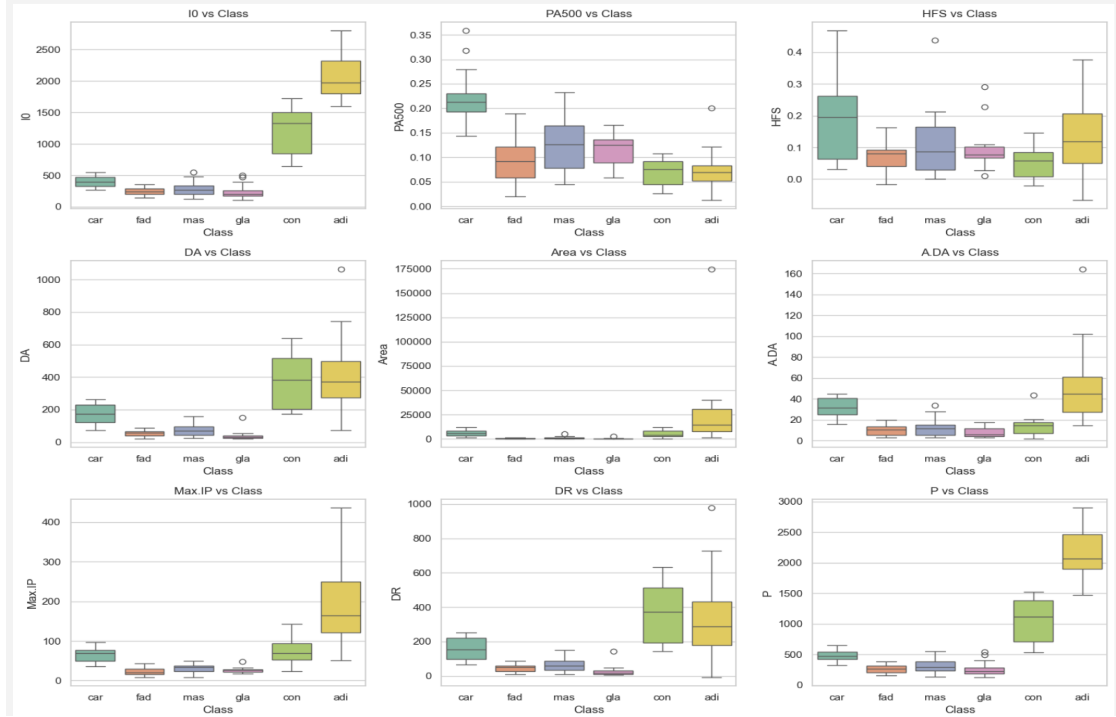 I0 vs Class
PA500 vs Class
HFS vs Class
I0
2500
2000
1500
1000
500
0
car fad mas gla con adi
Class
PA500
0.35
0.30
0.25
0.20
0.15
0.10
0.05
0.00
car fad mas gla con adi
Class
HFS
0.4
0.3
0.2
0.1
0.0
car fad mas gla con adi
Class
DA vs Class
Area vs Class
A.DA vs Class
DA
1000
800
600
400
200
0
car fad mas gla con adi
Class
Area
175000
150000
125000
100000
75000
50000
25000
0
car fad mas gla con adi
Class
A.DA
160
140
120
100
80
60
40
20
0
car fad mas gla con adi
Class
Max.IP vs Class
DR vs Class
P vs Class
Max.IP
400
300
200
100
0
car fad mas gla con adi
Class
DR
1000
800
600
400
200
0
car fad mas gla con adi
Class
P
3000
2500
2000
1500
1000
500
0
car fad mas gla con adi
Class